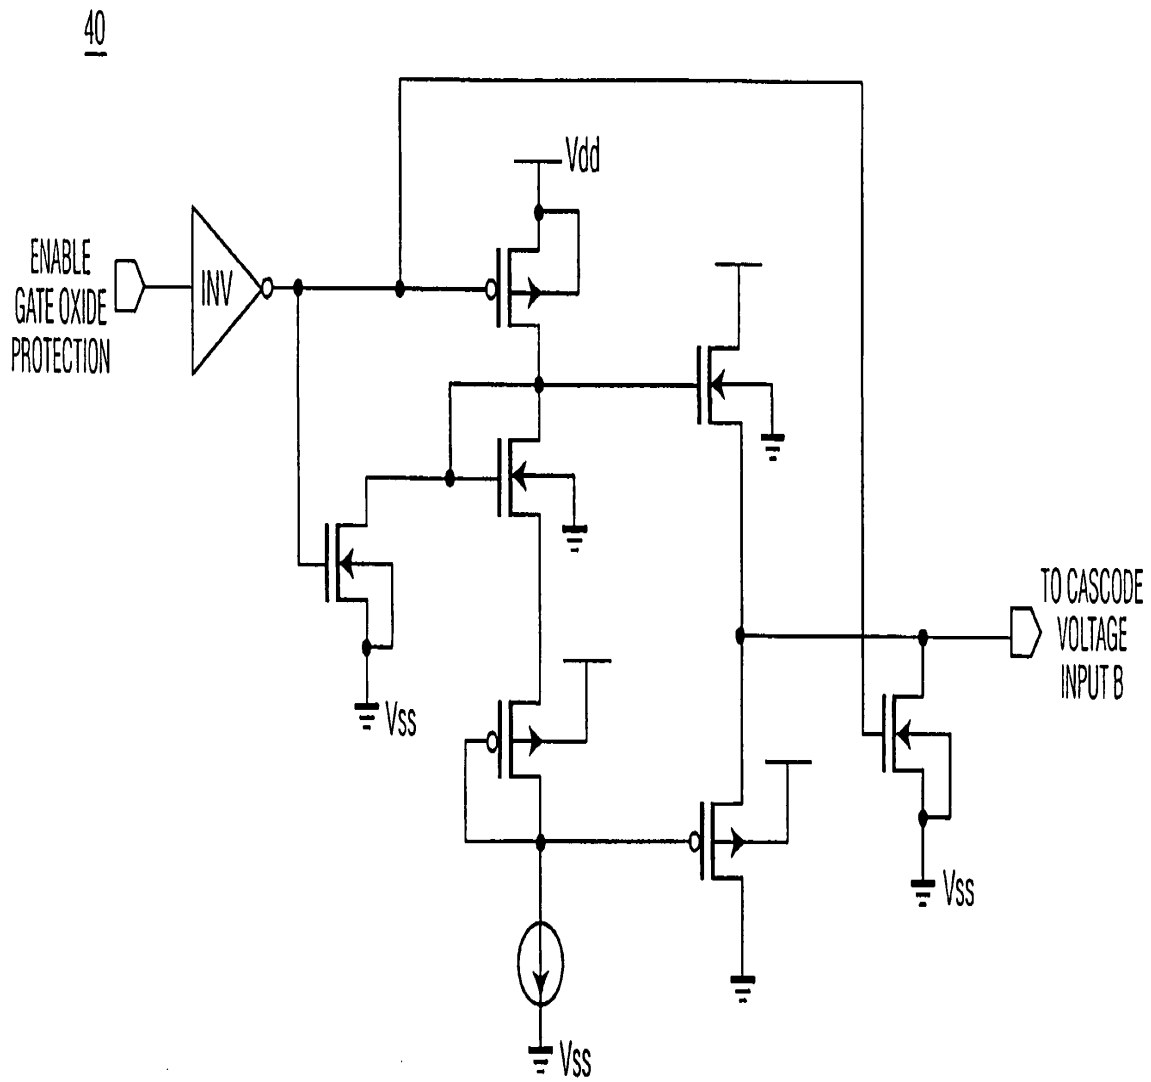 40
Vdd
ENABLE
GATE OXIDE
PROTECTION
INV
TO CASCODE
VOLTAGE
INPUT B
Vss
Vss
Vss